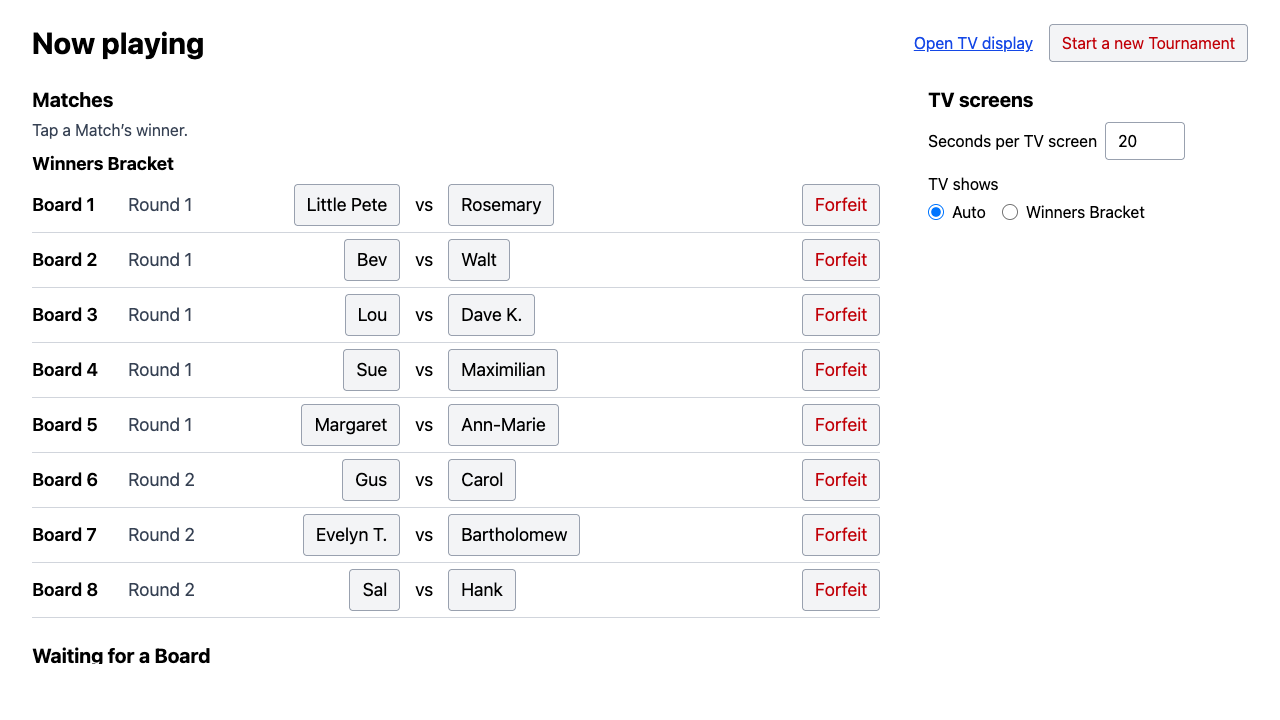 Now playing
Open TV display
Start a new Tournament
Matches
Tap a Match's winner.
Winners Bracket
Board 1 Round 1 Little Pete vs Rosemary Forfeit
Board 2 Round 1 Bev vs Walt Forfeit
Board 3 Round 1 Lou vs Dave K. Forfeit
Board 4 Round 1 Sue vs Maximilian Forfeit
Board 5 Round 1 Margaret vs Ann-Marie Forfeit
Board 6 Round 2 Gus vs Carol Forfeit
Board 7 Round 2 Evelyn T. vs Bartholomew Forfeit
Board 8 Round 2 Sal vs Hank Forfeit
Waiting for a Board
TV screens
Seconds per TV screen 20
TV shows
Auto Winners Bracket